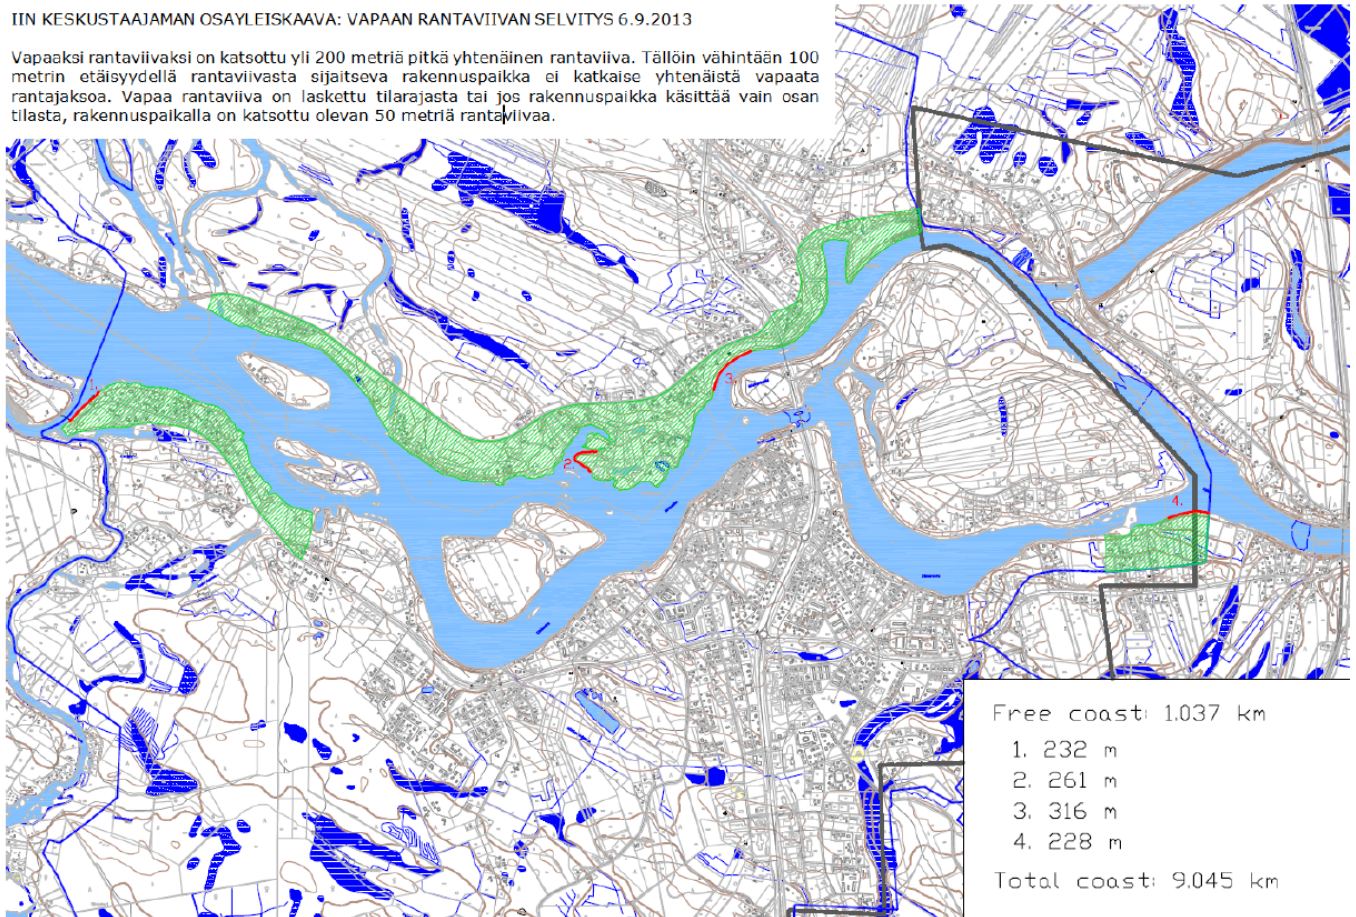 IIN KESKUSTAAJAMAN OSAYLEISKAAVA: VAPAAN RANTAVIIVAN SELVITYS 6.9.2013
Vapaaksi rantaviivaksi on katsottu yli 200 metriä pitkä yhtenäinen rantaviiva. Tällöin vähintään 100
metrin etäisyydellä rantaviivasta sijaitseva rakennuspaikka ei katkaise yhtenäistä vapaata
rantajaksoa. Vapaa rantaviiva on laskettu tilarajasta tai jos rakennuspaikka käsittää vain osan
tilasta, rakennuspaikalla on katsottu olevan 50 metriä rantaviivaa.
1.
3.
2.
4.
Free coast: 1.037 km
1. 232 m
2. 261 m
3. 316 m
4. 228 m
Total coast: 9.045 km